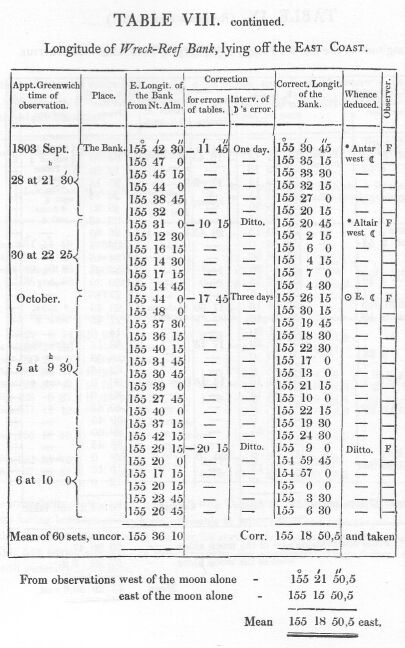 TABLE VIII. continued.
Longitude of Wreck-Reef Bank, lying off the EAST COAST.
Appt. Greenwich time of observation. Place. E. Longit. of the Bank from Nt. Alm. Correction for errors of tables. Interv. of ☽'s error. Correct. Longit. of the Bank. Whence deduced. Observer.
° ′ ″ ′ ″ ° ′ ″
1803 Sept. The Bank. 155 42 30 — 11 45 One day. 155 30 45 * Antar F
h ′ 155 47 0 — — 155 35 15 west ☾
28 at 21 30 155 45 15 — — 155 33 30 —
155 44 0 — — 155 32 15 —
155 38 45 — — 155 27 0 —
155 32 0 — — 155 20 15 —
155 31 0 — 10 15 Ditto. 155 20 45 * Altair F
155 12 30 — — 155 2 15 west ☾
155 16 15 — — 155 6 0 —
30 at 22 25 155 14 30 — — 155 4 15 —
155 17 15 — — 155 7 0 —
155 14 45 — — 155 4 30 —
October. 155 44 0 — 17 45 Three days 155 26 15 ⊙ E. ☾ F
155 48 0 — — 155 30 15 —
155 37 30 — — 155 19 45 —
155 36 15 — — 155 18 30 —
h ′ 155 40 15 — — 155 22 30 —
5 at 9 30 155 34 45 — — 155 17 0 —
155 30 45 — — 155 13 0 —
155 39 0 — — 155 21 15 —
155 27 45 — — 155 10 0 —
155 40 0 — — 155 22 15 —
155 37 15 — — 155 19 30 —
155 42 15 — — 155 24 30 —
155 29 15 — 20 15 Ditto. 155 9 0 Diitto. F
155 20 0 — — 154 59 45 —
155 17 15 — — 154 57 0 —
6 at 10 0 155 20 15 — — 155 0 0 —
155 23 45 — — 155 3 30 —
155 26 45 — — 155 6 30 —
Mean of 60 sets, uncor. 155 36 10 Corr. 155 18 50,5 and taken
° ′ ″
From observations west of the moon alone - 155 21 50,5
east of the moon alone - 155 15 50,5
Mean 155 18 50,5 east.